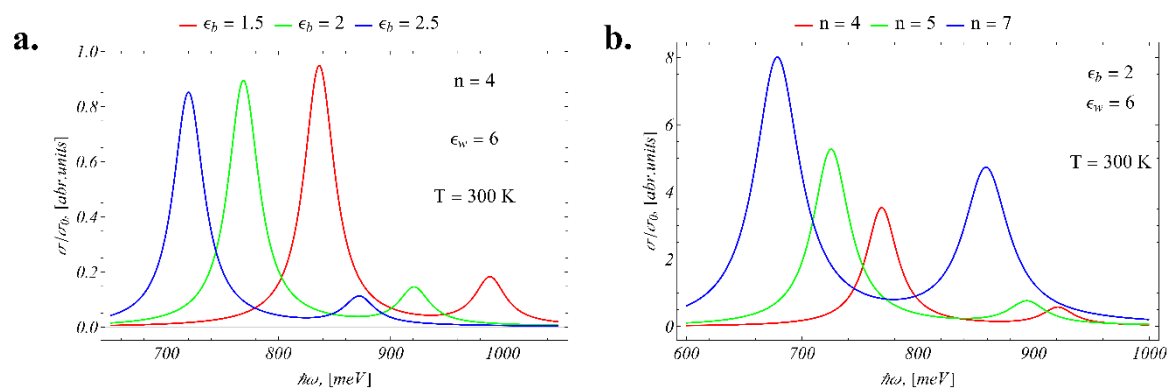 ϵb = 1.5 ϵb = 2 ϵb = 2.5
a.
n = 4
ϵw = 6
T = 300 K
σ/σ0, [abr.units]
1.0
0.8
0.6
0.4
0.2
0.0
700 800 900 1000
ℏω, [meV]
n = 4 n = 5 n = 7
b.
ϵb = 2
ϵw = 6
T = 300 K
σ/σ0, [abr.units]
8
6
4
2
0
600 700 800 900 1000
ℏω, [meV]